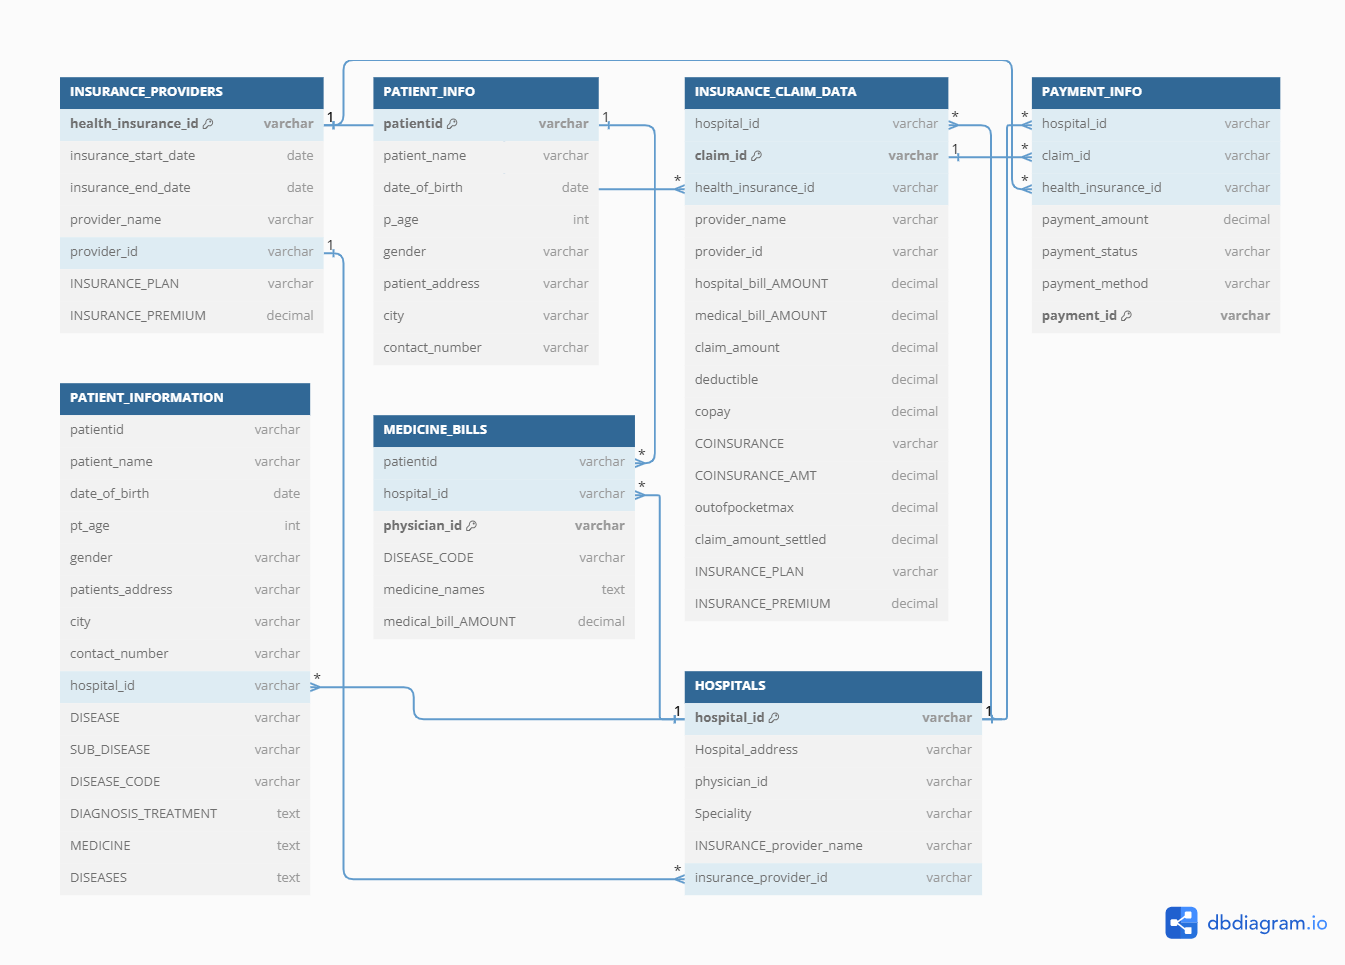 INSURANCE_PROVIDERS
health_insurance_id varchar
insurance_start_date date
insurance_end_date date
provider_name varchar
provider_id varchar
INSURANCE_PLAN varchar
INSURANCE_PREMIUM decimal
1
1
PATIENT_INFO
patientid varchar
patient_name varchar
date_of_birth date
p_age int
gender varchar
patient_address varchar
city varchar
contact_number varchar
1
INSURANCE_CLAIM_DATA
hospital_id varchar
claim_id varchar
health_insurance_id varchar
provider_name varchar
provider_id varchar
hospital_bill_AMOUNT decimal
medical_bill_AMOUNT decimal
claim_amount decimal
deductible decimal
copay decimal
COINSURANCE varchar
COINSURANCE_AMT decimal
outofpocketmax decimal
claim_amount_settled decimal
INSURANCE_PLAN varchar
INSURANCE_PREMIUM decimal
*
1
*
PAYMENT_INFO
hospital_id varchar
claim_id varchar
health_insurance_id varchar
payment_amount decimal
payment_status varchar
payment_method varchar
payment_id varchar
*
*
*
PATIENT_INFORMATION
patientid varchar
patient_name varchar
date_of_birth date
pt_age int
gender varchar
patients_address varchar
city varchar
contact_number varchar
hospital_id varchar
DISEASE varchar
SUB_DISEASE varchar
DISEASE_CODE varchar
DIAGNOSIS_TREATMENT text
MEDICINE text
DISEASES text
*
MEDICINE_BILLS
patientid varchar
hospital_id varchar
physician_id varchar
DISEASE_CODE varchar
medicine_names text
medical_bill_AMOUNT decimal
*
*
HOSPITALS
hospital_id varchar
Hospital_address varchar
physician_id varchar
Speciality varchar
INSURANCE_provider_name varchar
insurance_provider_id varchar
1
1
*
dbdiagram.io